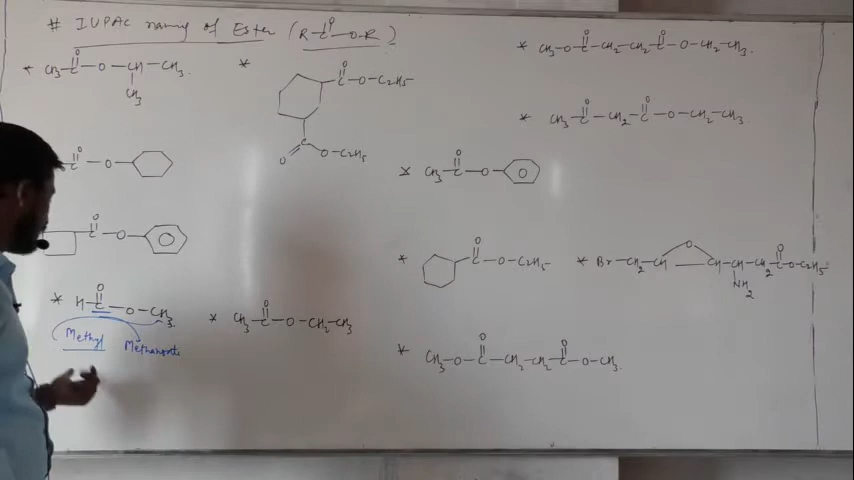 # IUPAC naming of Ester (R-C-O-R)
O
* CH3-C-O-CH-CH3.
O
CH3
*
O
C-O-C2H5
C
O
O-C2H5
* CH3-O-C-CH2-CH2-C-O-CH2-CH3.
O
O
* CH3-C-CH2-C-O-CH2-CH3.
O
O
C-O
O
* CH3-C-O
O
C-O
O
*
C-O-C2H5
O
* Br-CH2-CH
O
CH-CH-CH2-C-O-C2H5
O
NH2
* H-C-O-CH3.
O
Methyl Methanoate
* CH3-C-O-CH2-CH3
O
* CH3-O-C-CH2-CH2-C-O-CH3.
O
O